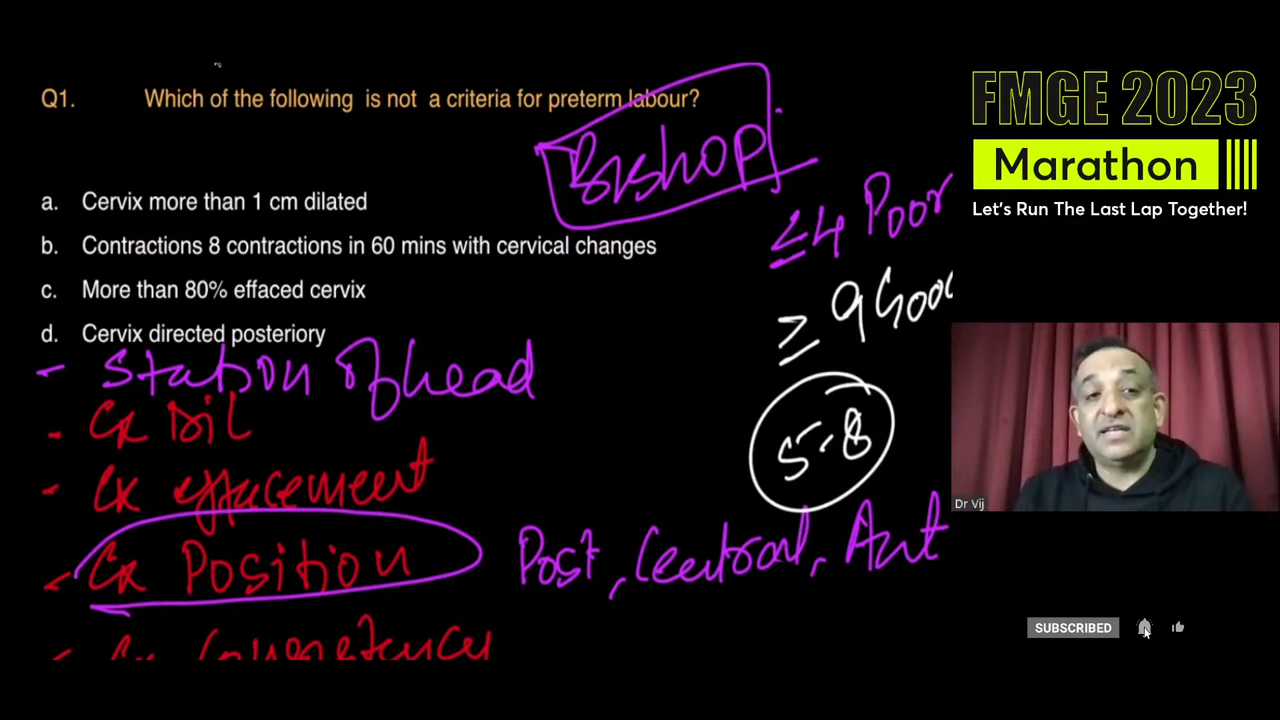 Q1. Which of the following is not a criteria for preterm labour?
Bishop
a. Cervix more than 1 cm dilated
b. Contractions 8 contractions in 60 mins with cervical changes
c. More than 80% effaced cervix
d. Cervix directed posteriory
≤4 Poor
≥9 Good
5-8
- Station of head
- Cx Dil
- Cx effacement
- Cx Position
Post, Central, Ant
- Cx
FMGE 2023
Marathon
Let's Run The Last Lap Together!
Dr Vij
SUBSCRIBED